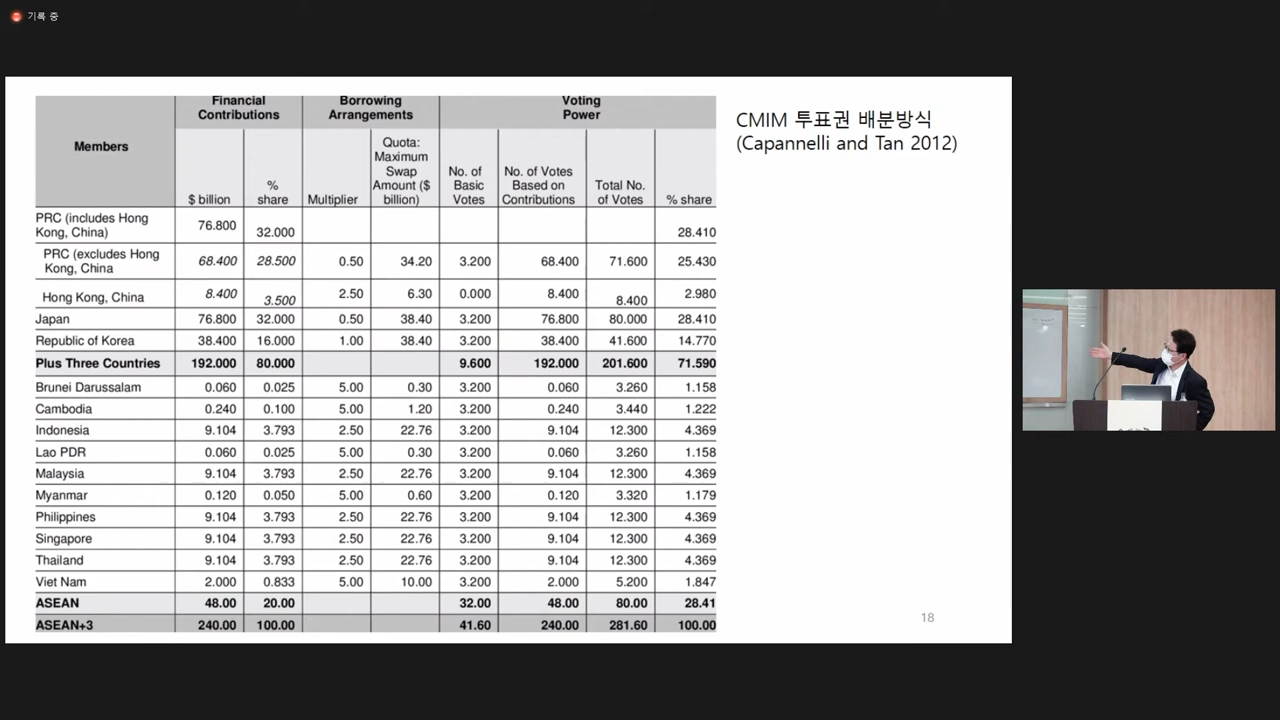 기록 중
Financial Contributions
Borrowing Arrangements
Voting Power
Members
$ billion
% share
Multiplier
Quota: Maximum Swap Amount ($ billion)
No. of Basic Votes
No. of Votes Based on Contributions
Total No. of Votes
% share
PRC (includes Hong Kong, China) 76.800 32.000 28.410
PRC (excludes Hong Kong, China 68.400 28.500 0.50 34.20 3.200 68.400 71.600 25.430
Hong Kong, China 8.400 3.500 2.50 6.30 0.000 8.400 8.400 2.980
Japan 76.800 32.000 0.50 38.40 3.200 76.800 80.000 28.410
Republic of Korea 38.400 16.000 1.00 38.40 3.200 38.400 41.600 14.770
Plus Three Countries 192.000 80.000 9.600 192.000 201.600 71.590
Brunei Darussalam 0.060 0.025 5.00 0.30 3.200 0.060 3.260 1.158
Cambodia 0.240 0.100 5.00 1.20 3.200 0.240 3.440 1.222
Indonesia 9.104 3.793 2.50 22.76 3.200 9.104 12.300 4.369
Lao PDR 0.060 0.025 5.00 0.30 3.200 0.060 3.260 1.158
Malaysia 9.104 3.793 2.50 22.76 3.200 9.104 12.300 4.369
Myanmar 0.120 0.050 5.00 0.60 3.200 0.120 3.320 1.179
Philippines 9.104 3.793 2.50 22.76 3.200 9.104 12.300 4.369
Singapore 9.104 3.793 2.50 22.76 3.200 9.104 12.300 4.369
Thailand 9.104 3.793 2.50 22.76 3.200 9.104 12.300 4.369
Viet Nam 2.000 0.833 5.00 10.00 3.200 2.000 5.200 1.847
ASEAN 48.00 20.00 32.00 48.00 80.00 28.41
ASEAN+3 240.00 100.00 41.60 240.00 281.60 100.00
CMIM 투표권 배분방식
(Capannelli and Tan 2012)
18